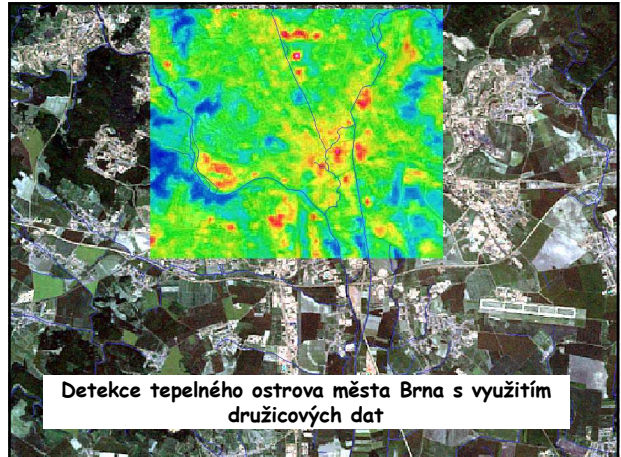 Detekce tepelného ostrova města Brna s využitím
družicových dat